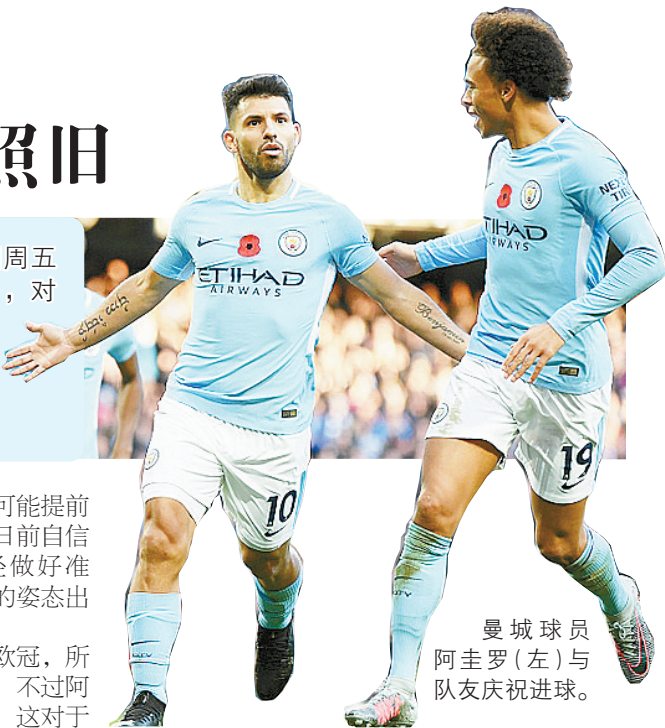 照旧
周五
，对
可能提前
日前自信
做好准
的姿态出
欧冠，所
不过阿
这对于
ETIHAD
AIRWAYS
10
Benjamin
ETIHAD
AIRWAYS
19
曼城球员
阿圭罗(左)与
队友庆祝进球。